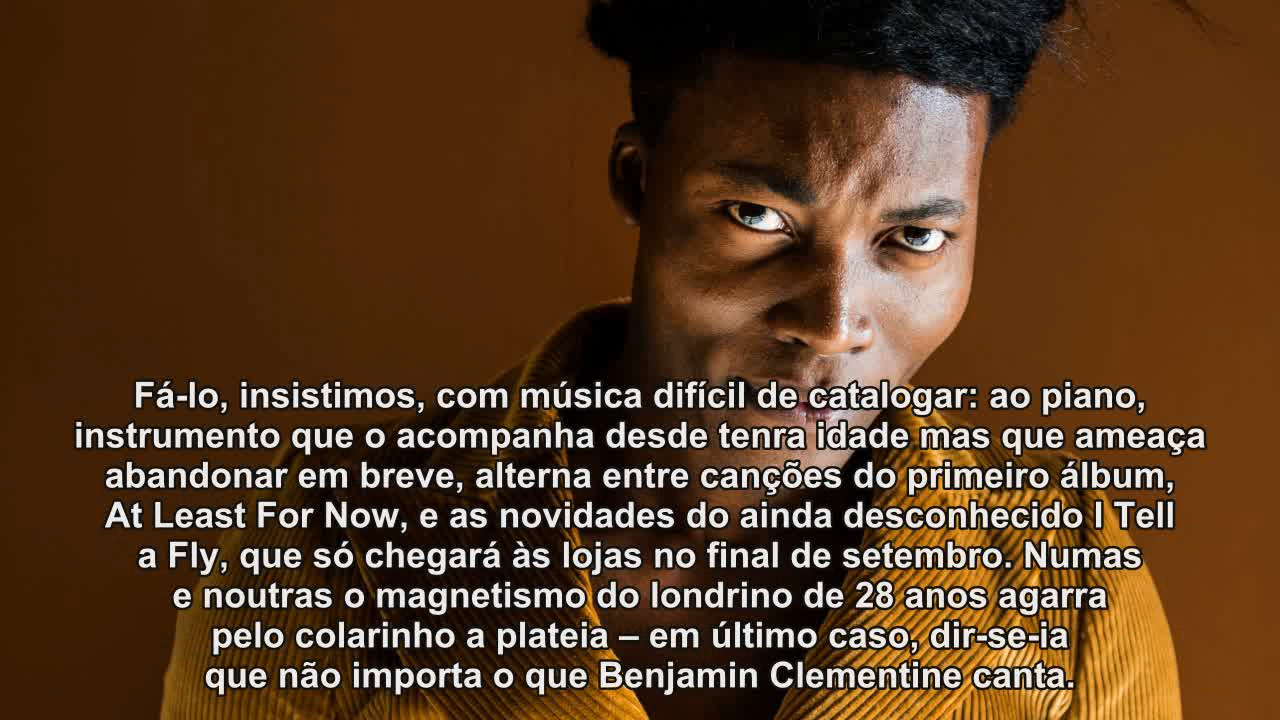 Fá-lo, insistimos, com música difícil de catalogar: ao piano,
instrumento que o acompanha desde tenra idade mas que ameaça
abandonar em breve, alterna entre canções do primeiro álbum,
At Least For Now, e as novidades do ainda desconhecido I Tell
a Fly, que só chegará às lojas no final de setembro. Numas
e noutras o magnetismo do londrino de 28 anos agarra
pelo colarinho a plateia – em último caso, dir-se-ia
que não importa o que Benjamin Clementine canta.